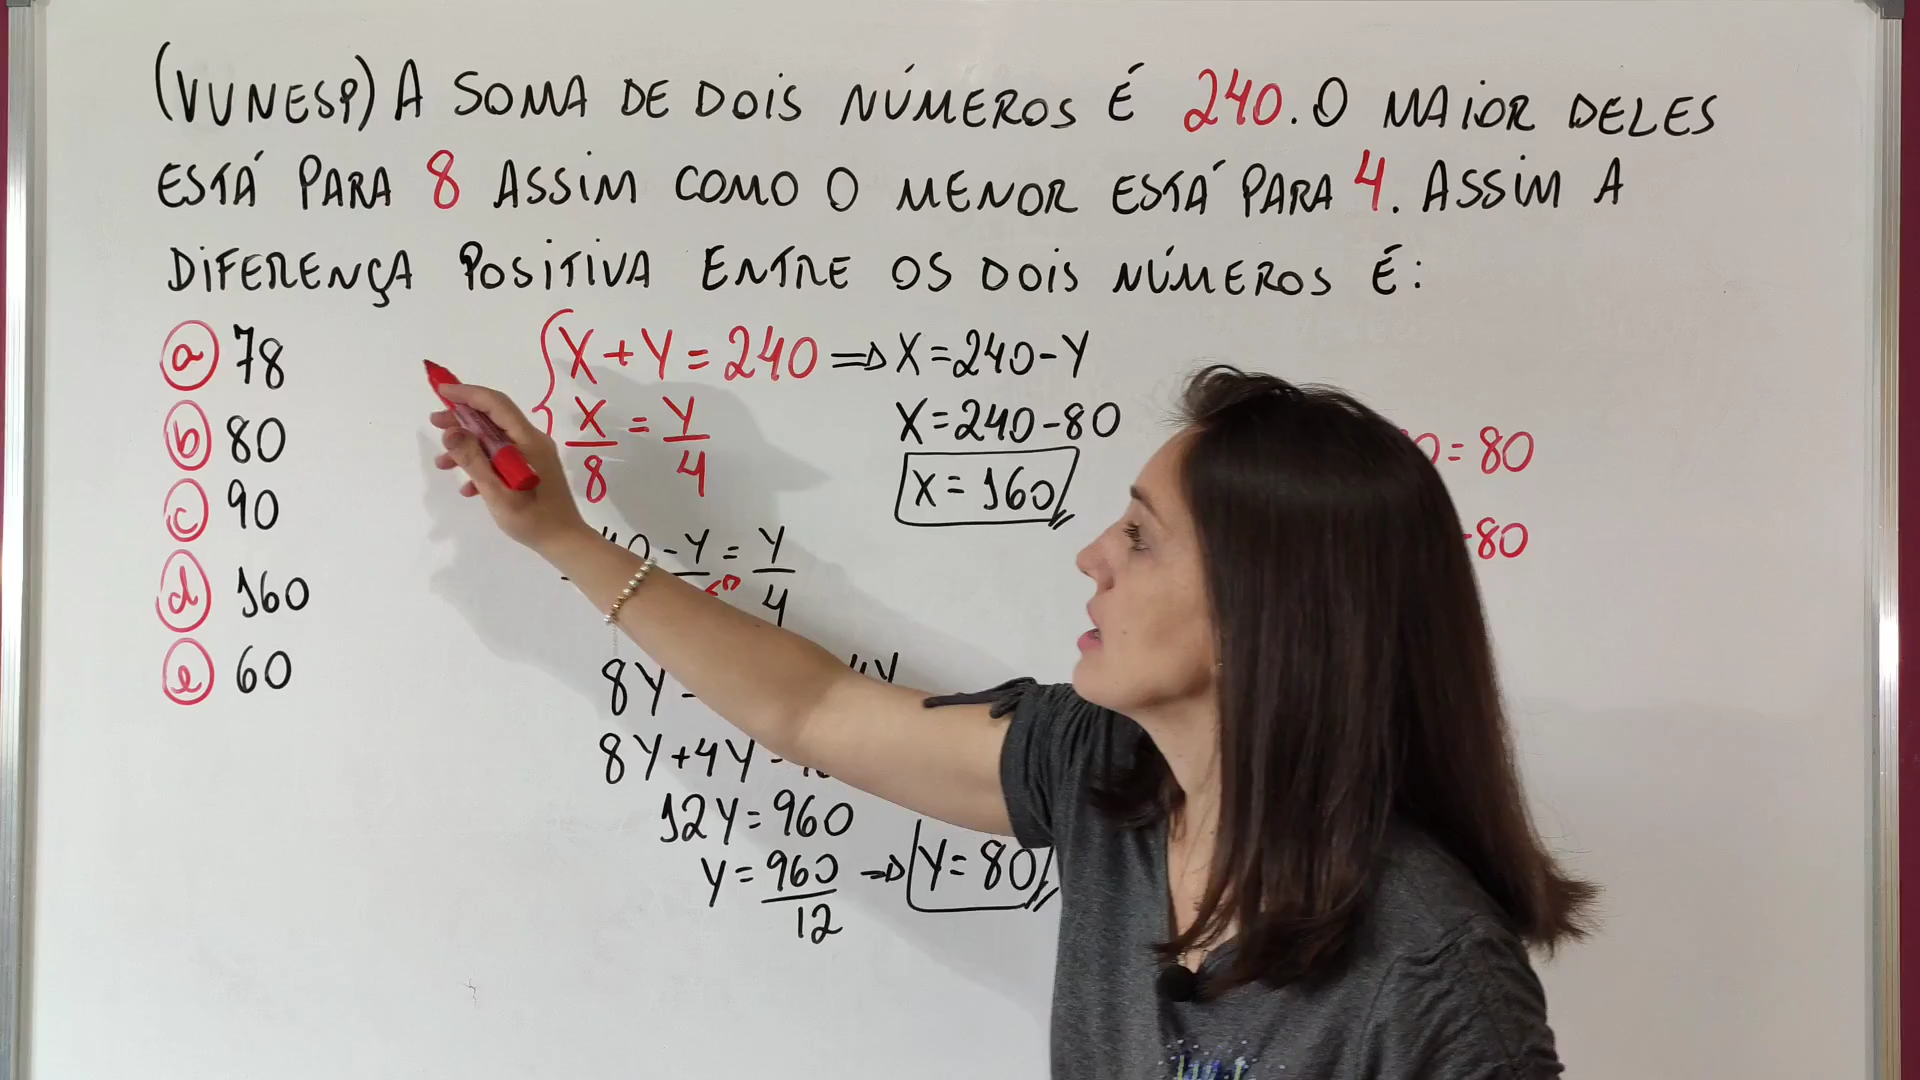 (VUNESP) A SOMA DE DOIS NÚMEROS É 240. O MAIOR DELES
ESTÁ PARA 8 ASSIM COMO O MENOR ESTÁ PARA 4. ASSIM A
DIFERENÇA POSITIVA ENTRE OS DOIS NÚMEROS É:
a 78
b 80
c 90
d 160
e 60
X+Y=240 ⇒ X=240-Y
X/8 = Y/4
X=240-80
X=160
-Y = Y/4
8Y
4Y
8Y+4Y
12Y=960
Y=960/12 → Y=80
=80
80